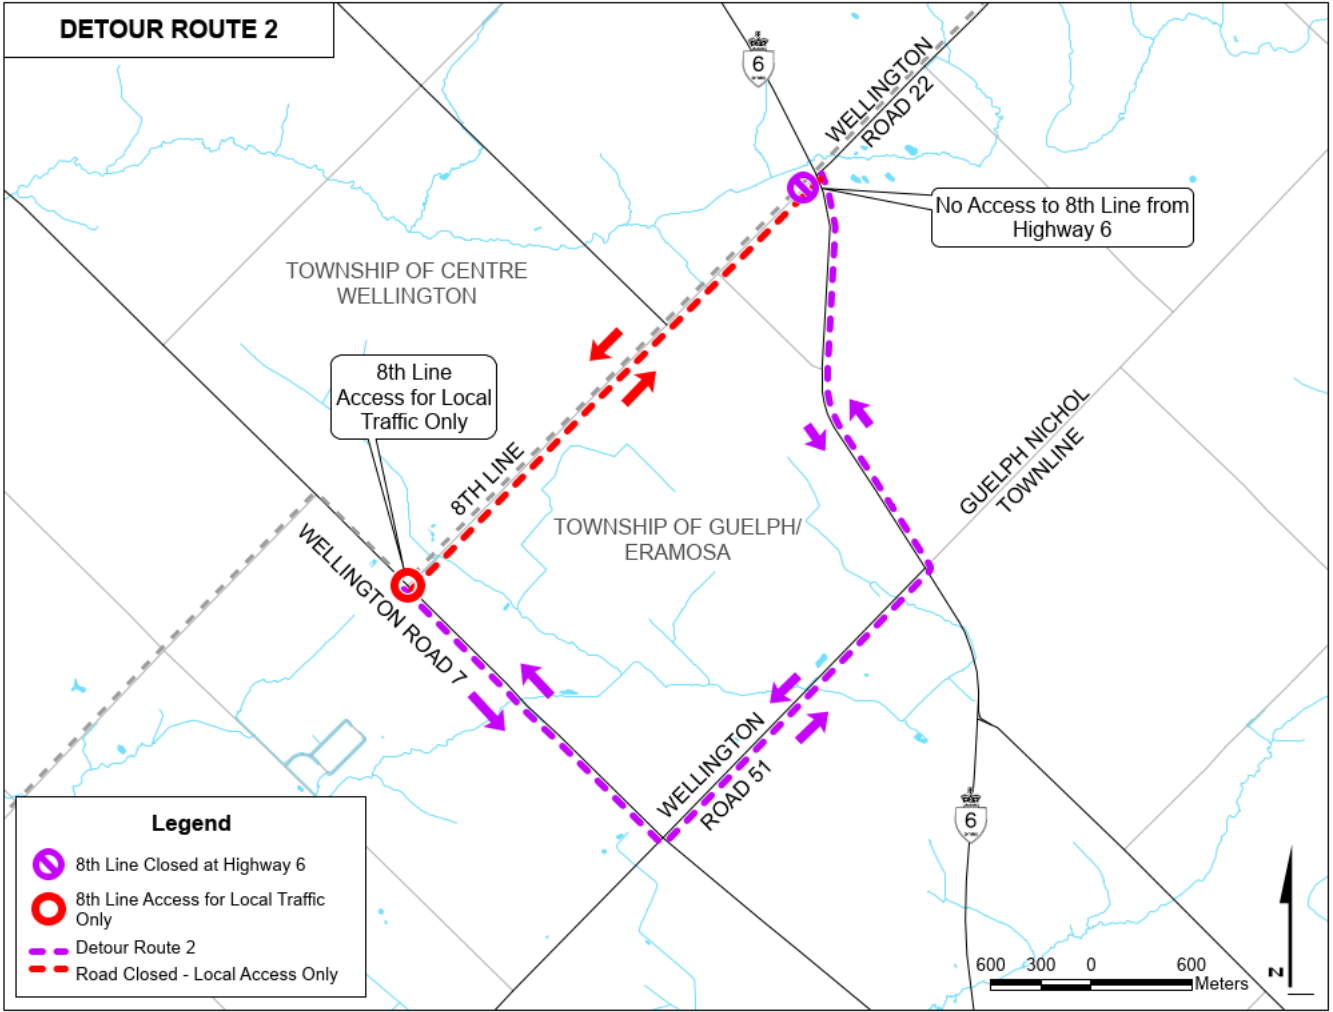 DETOUR ROUTE 2
6
WELLINGTON
ROAD 22
No Access to 8th Line from
Highway 6
TOWNSHIP OF CENTRE
WELLINGTON
8th Line
Access for Local
Traffic Only
8TH LINE
GUELPH NICHOL
TOWNLINE
TOWNSHIP OF GUELPH/
ERAMOSA
WELLINGTON ROAD 7
WELLINGTON
ROAD 51
6
Legend
8th Line Closed at Highway 6
8th Line Access for Local Traffic
Only
Detour Route 2
Road Closed - Local Access Only
600 300 0 600
Meters
N